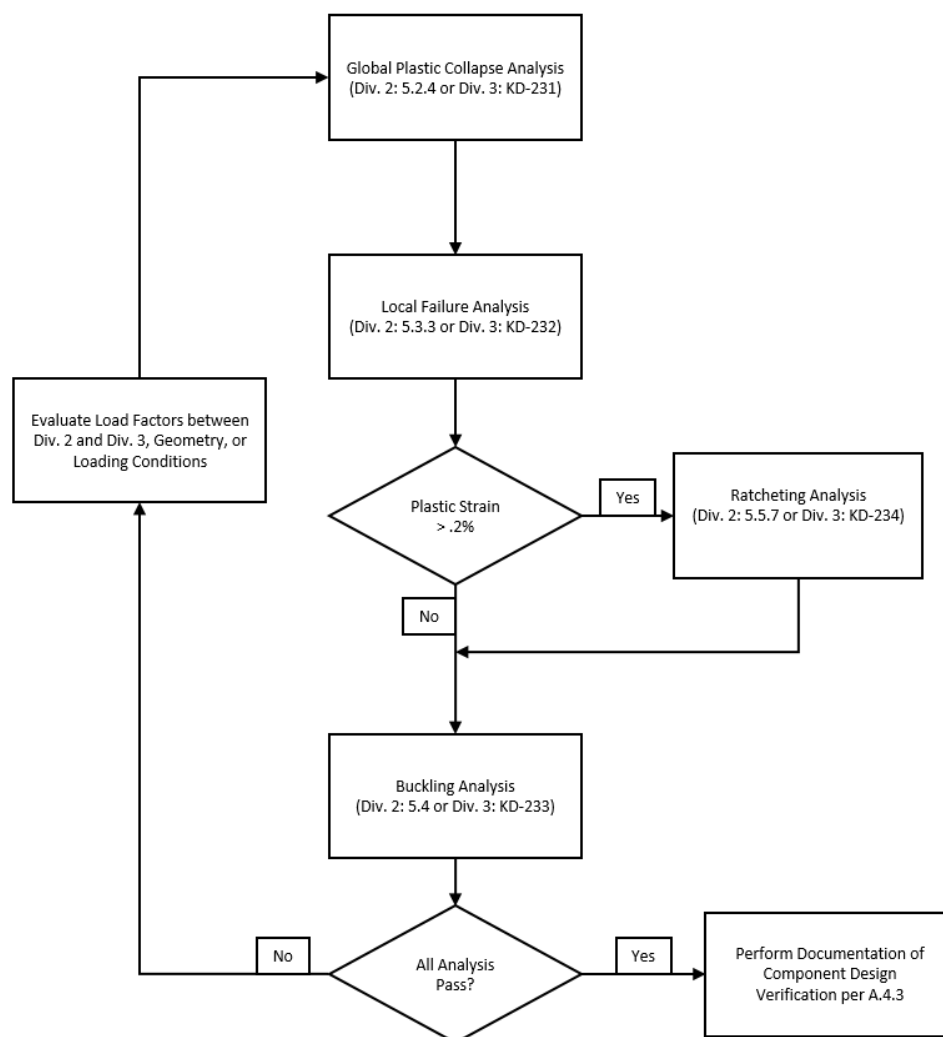 Global Plastic Collapse Analysis
(Div. 2: 5.2.4 or Div. 3: KD-231)
Local Failure Analysis
(Div. 2: 5.3.3 or Div. 3: KD-232)
Evaluate Load Factors between
Div. 2 and Div. 3, Geometry, or
Loading Conditions
Plastic Strain
> .2%
Yes
Ratcheting Analysis
(Div. 2: 5.5.7 or Div. 3: KD-234)
No
Buckling Analysis
(Div. 2: 5.4 or Div. 3: KD-233)
No
All Analysis
Pass?
Yes
Perform Documentation of
Component Design
Verification per A.4.3